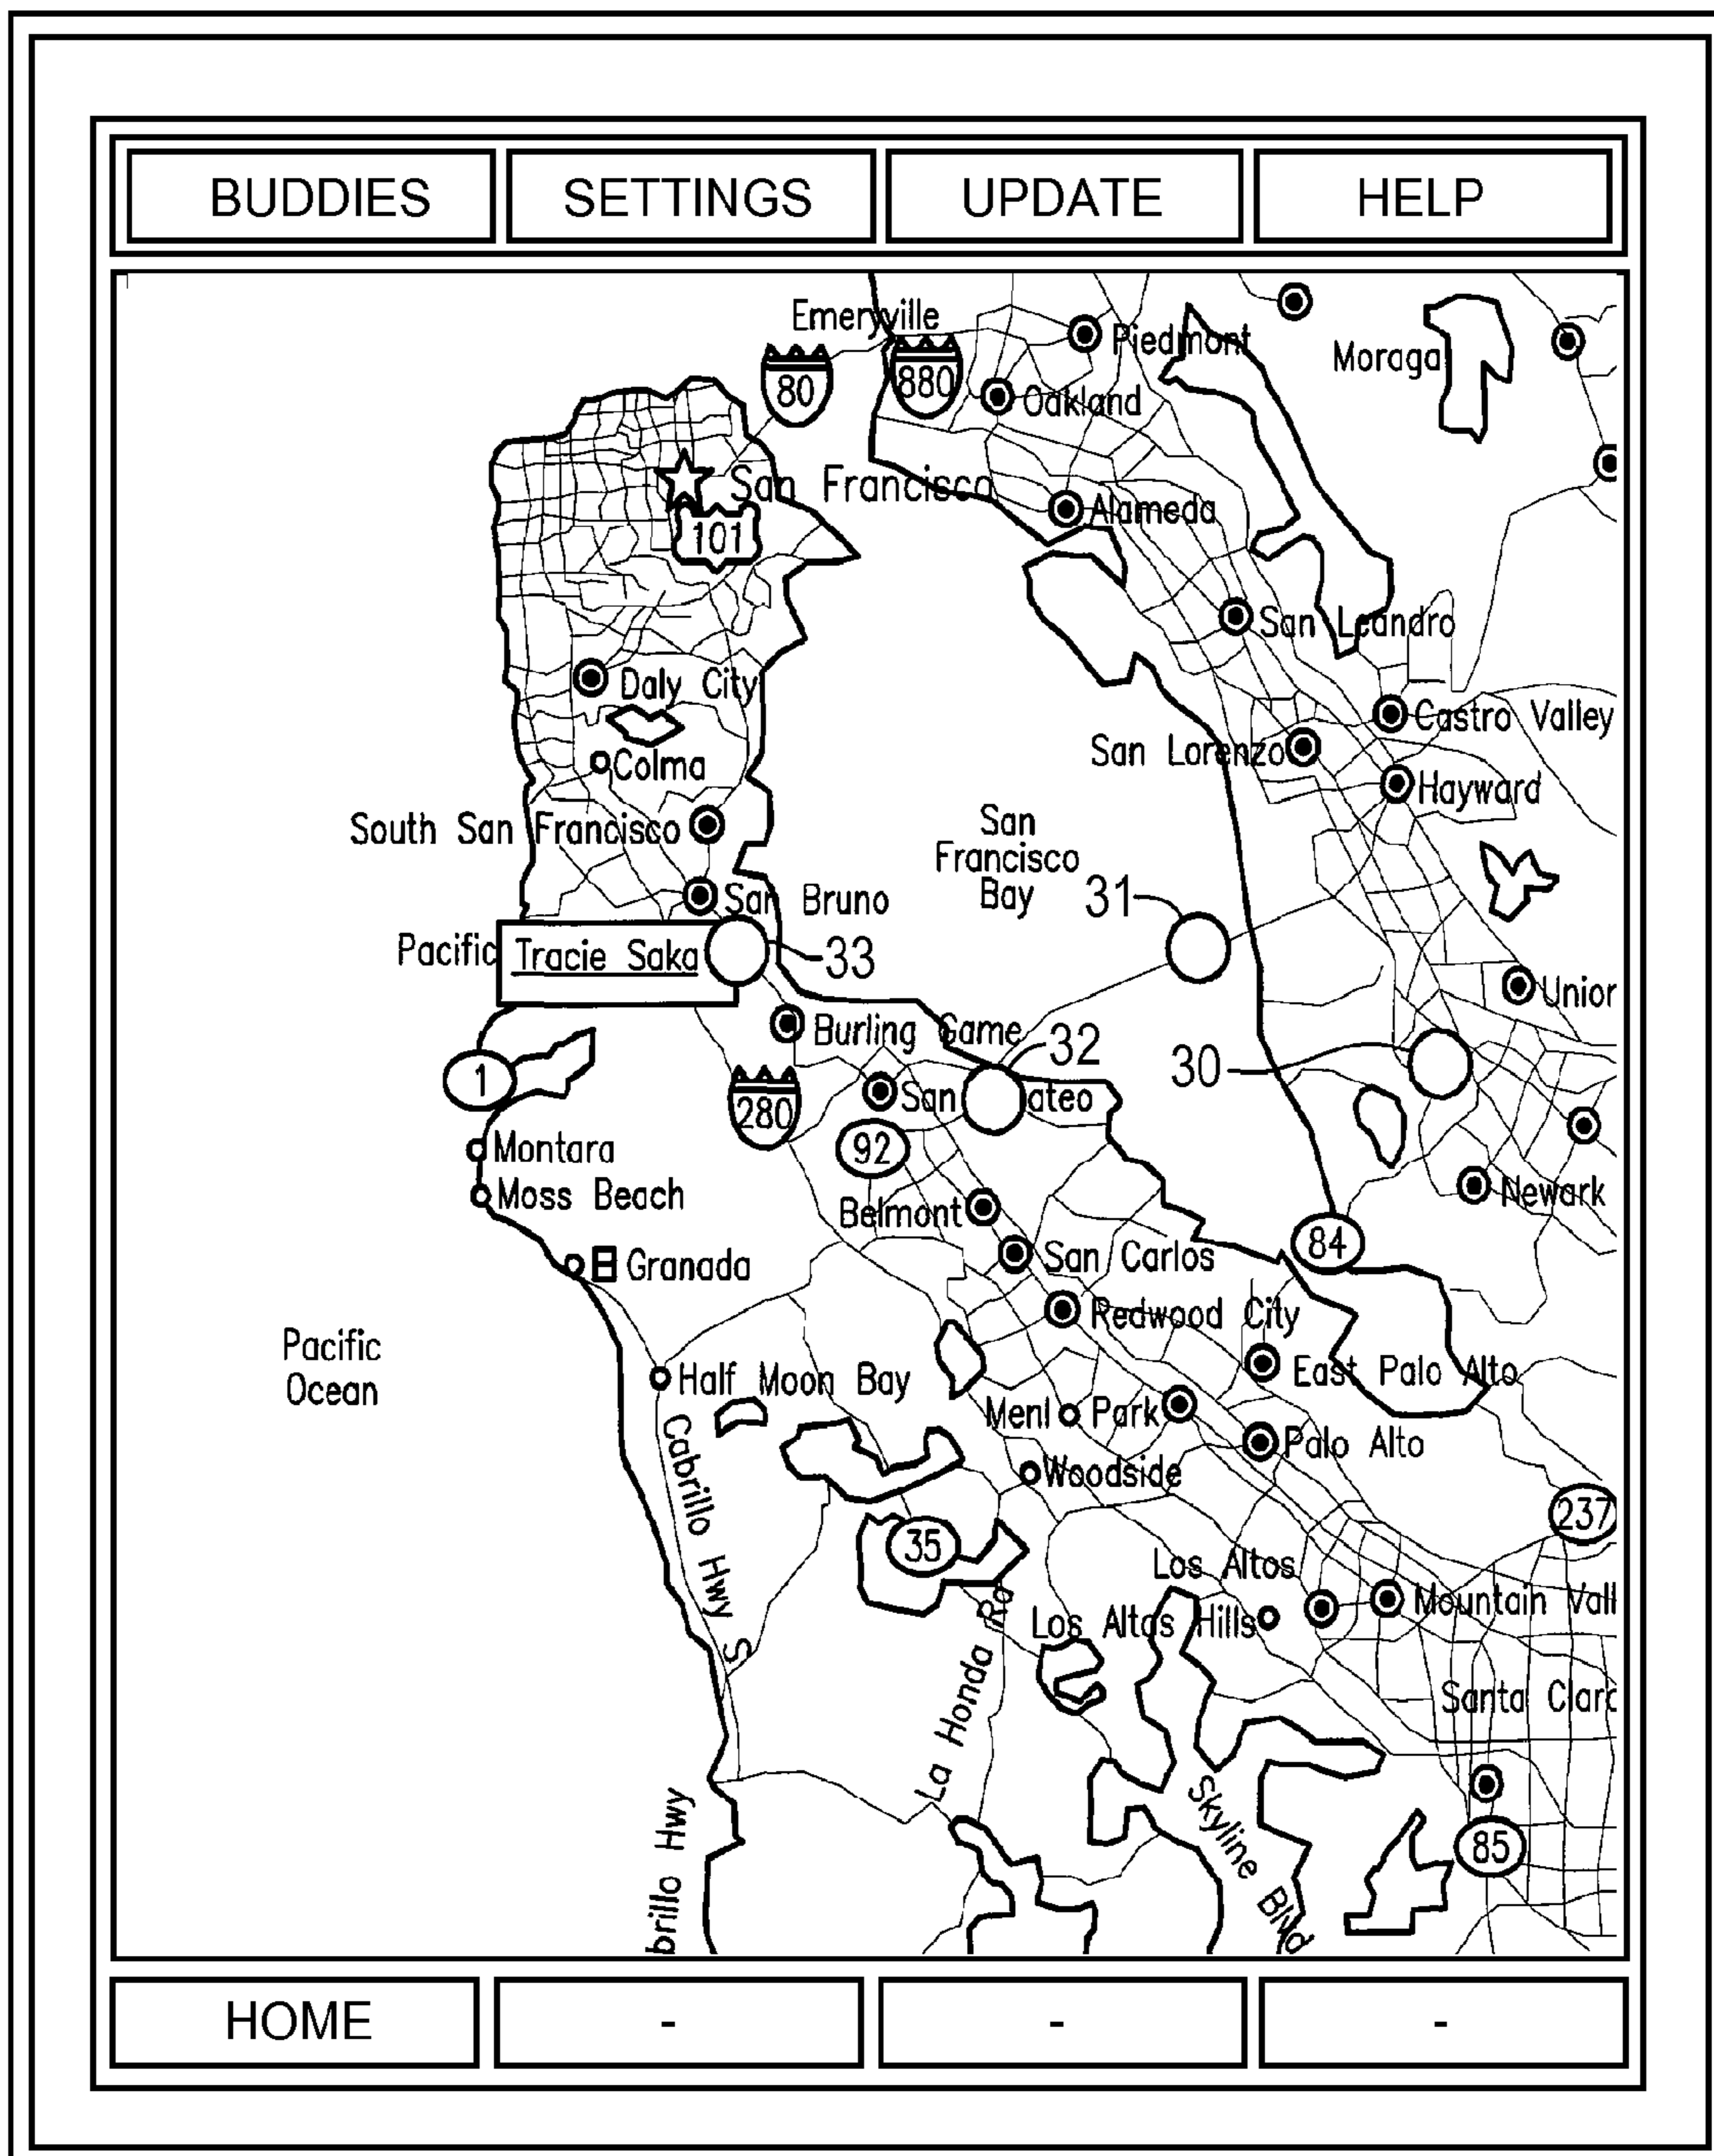 BUDDIES
SETTINGS
UPDATE
HELP
Emeryville
Piedmont
Moraga
80
880
Oakland
San Francisco
Alameda
101
San Leandro
Daly City
Castro Valley
San Lorenzo
Colma
Hayward
South San Francisco
San
Francisco
Bay
31
San Bruno
Pacific
Tracie Saka
33
Union
Burling Game
32
30
1
280
San ateo
92
Montara
Moss Beach
Newark
Belmont
84
San Carlos
Granada
Redwood City
Pacific
Ocean
East Palo Alto
Half Moon Bay
Menl Park
Palo Alto
Cabrillo Hwy S
Woodside
237
35
Los Altos
Mountain Vall
Los Altos Hills
La Honda Rd
Santa Clara
Skyline Blvd
85
brillo Hwy
HOME
-
-
-